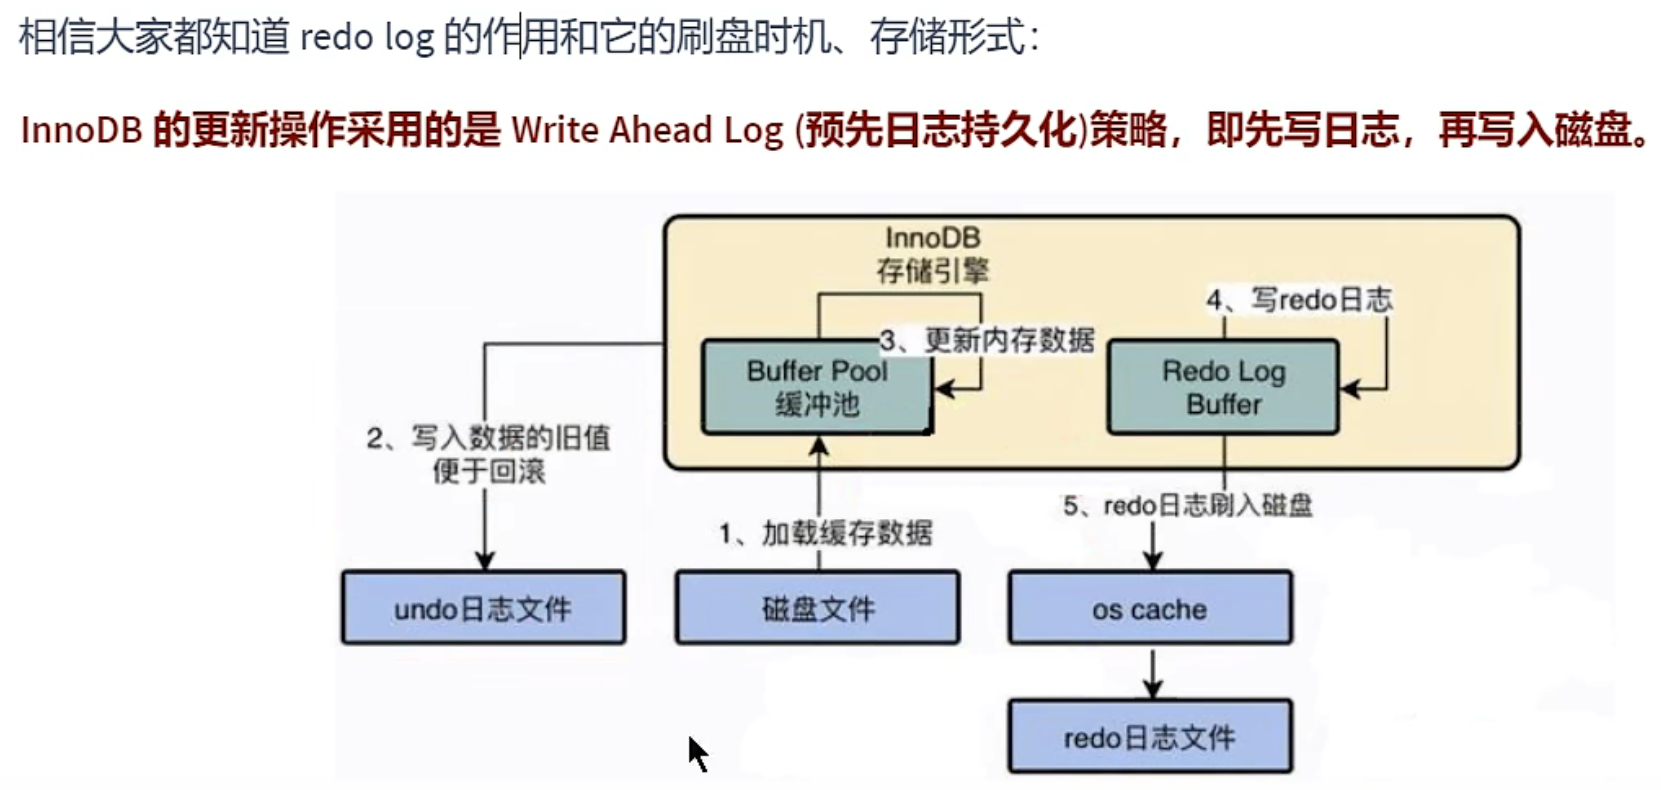 相信大家都知道 redo log 的作用和它的刷盘时机、存储形式：
InnoDB 的更新操作采用的是 Write Ahead Log (预先日志持久化)策略，即先写日志，再写入磁盘。
InnoDB
存储引擎
4、写redo日志
3、更新内存数据
Buffer Pool
缓冲池
Redo Log
Buffer
2、写入数据的旧值
便于回滚
1、加载缓存数据
5、redo日志刷入磁盘
undo日志文件
磁盘文件
os cache
redo日志文件